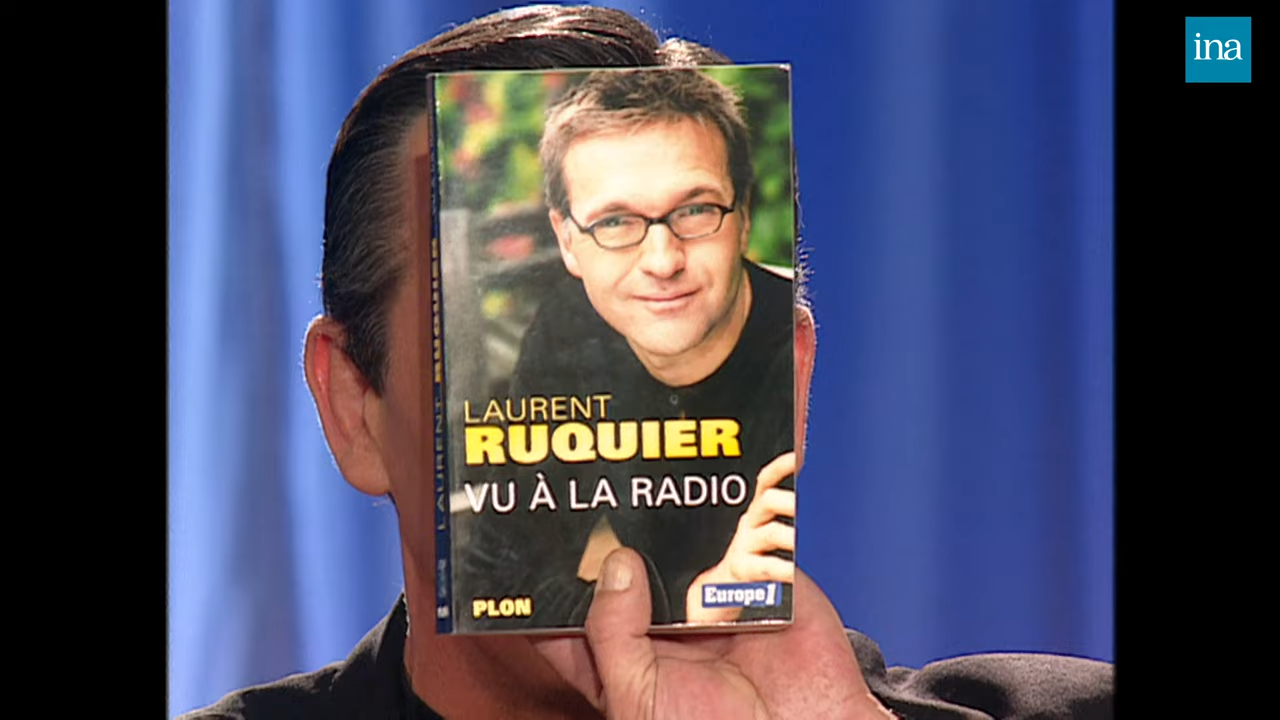 ina
LAURENT
RUQUIER
VU À LA RADIO
PLON
Europe 1
LAURENT RUQUIER